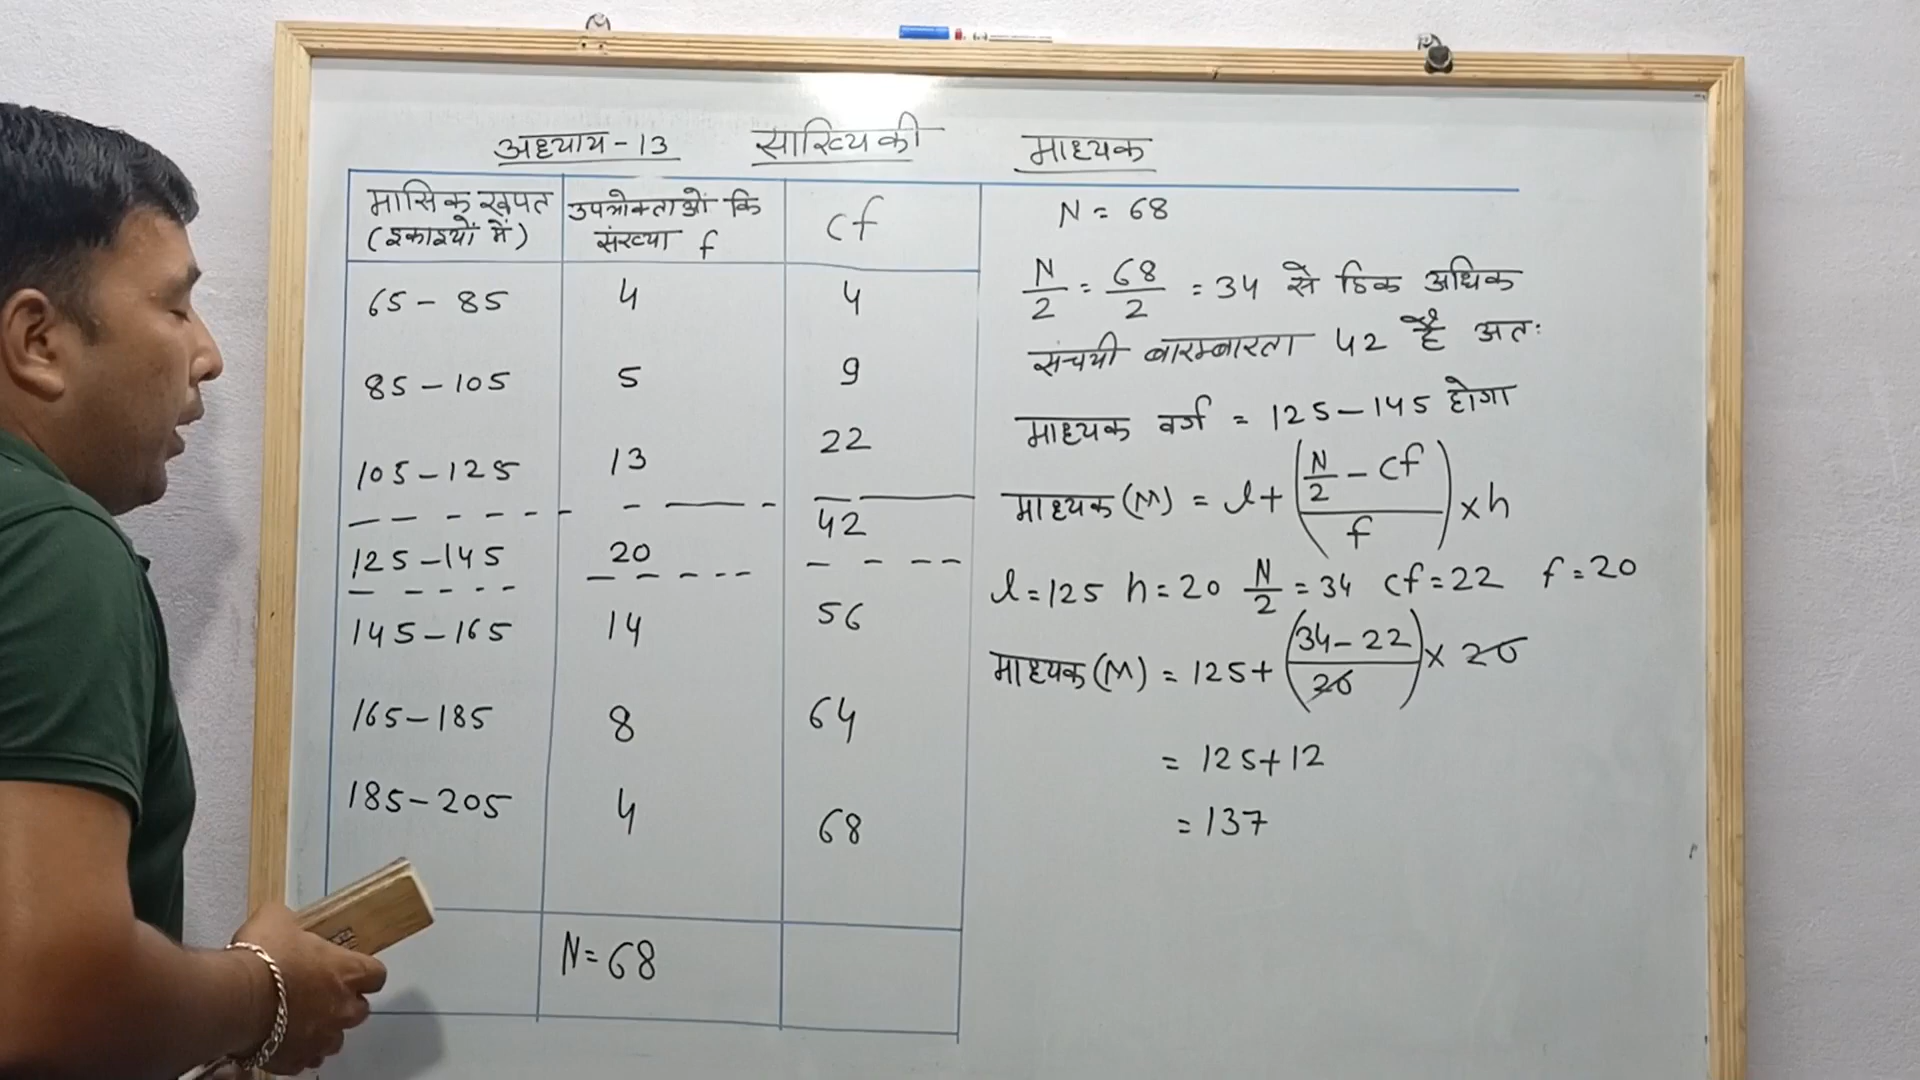 अध्याय - 13 साख्यिकी माध्यक
मासिक खपत (इकाइयों में) उपभोक्ताओं कि संख्या f cf
65 - 85 4 4
85 - 105 5 9
105 - 125 13 22
125 - 145 20 42
145 - 165 14 56
165 - 185 8 64
185 - 205 4 68
N = 68
N = 68
N/2 = 68/2 = 34 से ठिक अधिक
संचयी बारम्बारता 42 है अतः
माध्यक वर्ग = 125 - 145 होगा
माध्यक (M) = l + ((N/2 - cf)/f) × h
l = 125 h = 20 N/2 = 34 cf = 22 f = 20
माध्यक (M) = 125 + ((34 - 22)/20) × 20
= 125 + 12
= 137